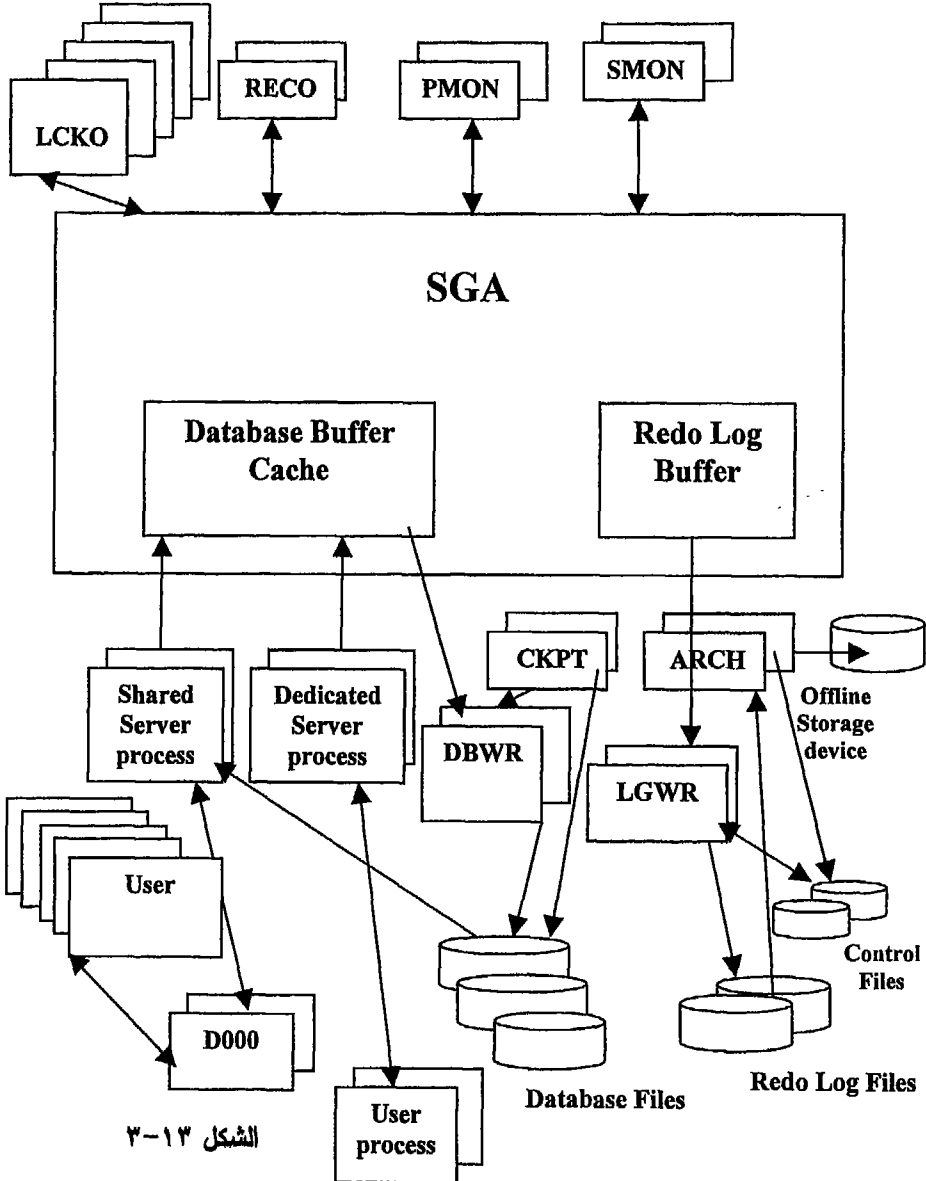 RECO
PMON
SMON
LCKO
SGA
Database Buffer
Cache
Redo Log
Buffer
CKPT
ARCH
Shared
Server
process
Dedicated
Server
process
DBWR
LGWR
Offline
Storage
device
User
Control
Files
D000
User
process
Database Files
Redo Log Files
الشكل ١٣-٣